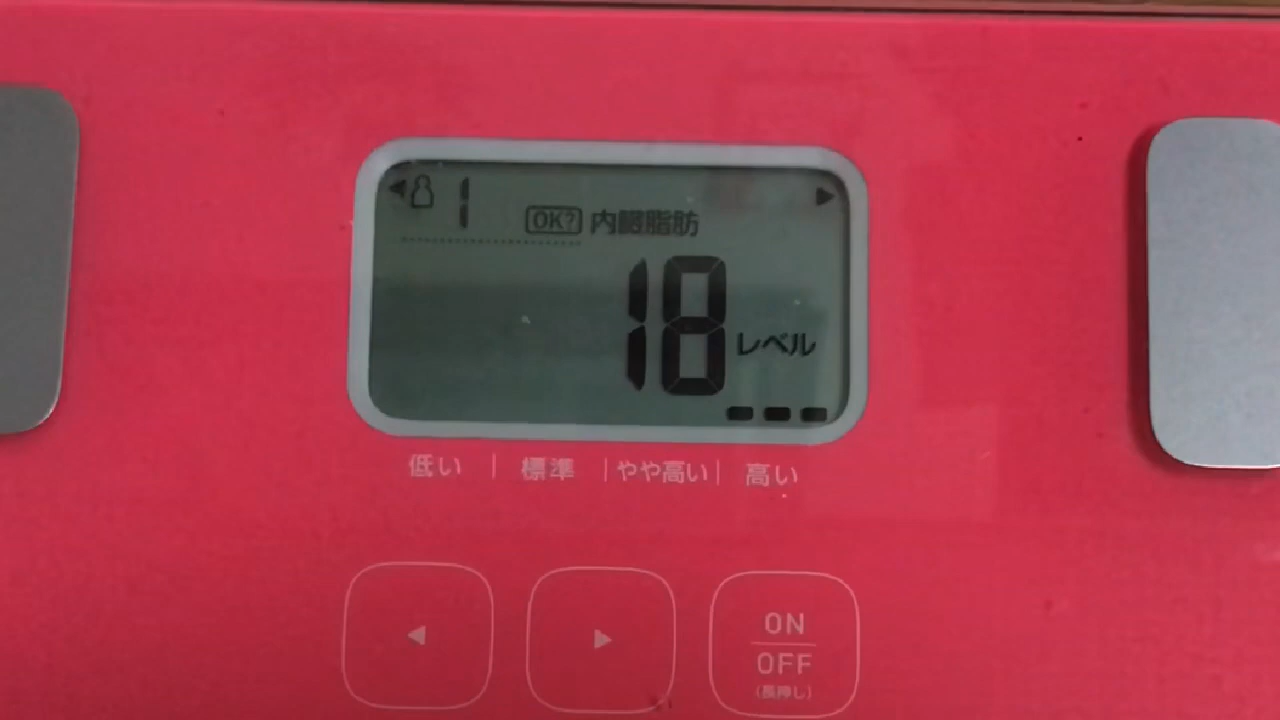 1
OK? 内臓脂肪
18 レベル
低い | 標準 | やや高い | 高い
ON
OFF
(長押し)